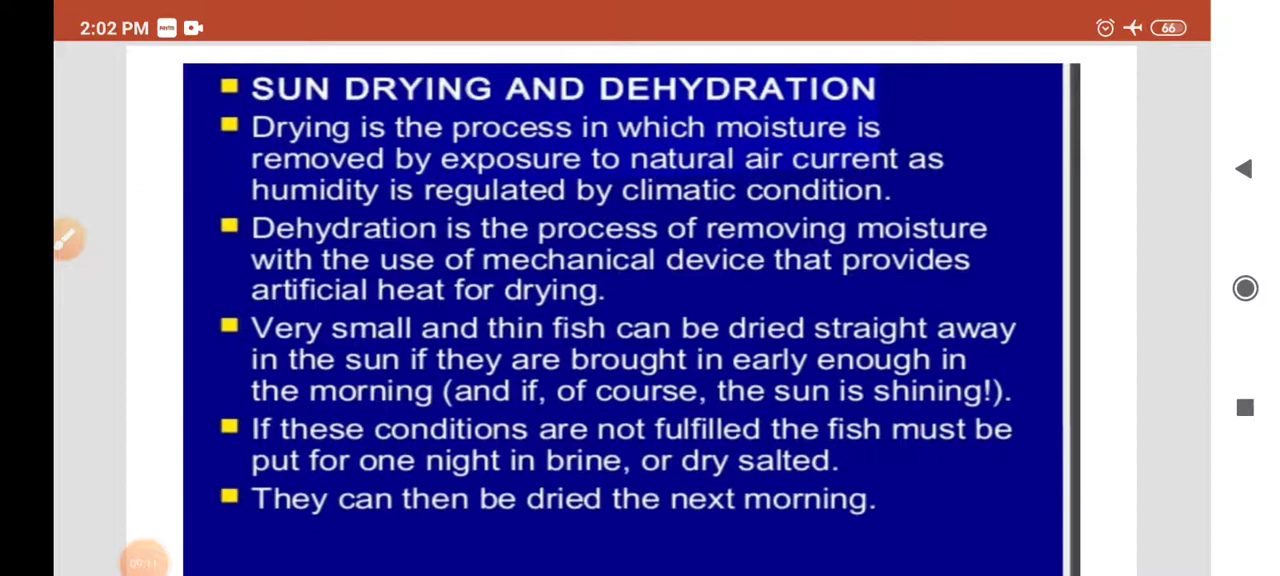 2:02 PM
66
SUN DRYING AND DEHYDRATION
Drying is the process in which moisture is
removed by exposure to natural air current as
humidity is regulated by climatic condition.
Dehydration is the process of removing moisture
with the use of mechanical device that provides
artificial heat for drying.
Very small and thin fish can be dried straight away
in the sun if they are brought in early enough in
the morning (and if, of course, the sun is shining!).
If these conditions are not fulfilled the fish must be
put for one night in brine, or dry salted.
They can then be dried the next morning.
09:11